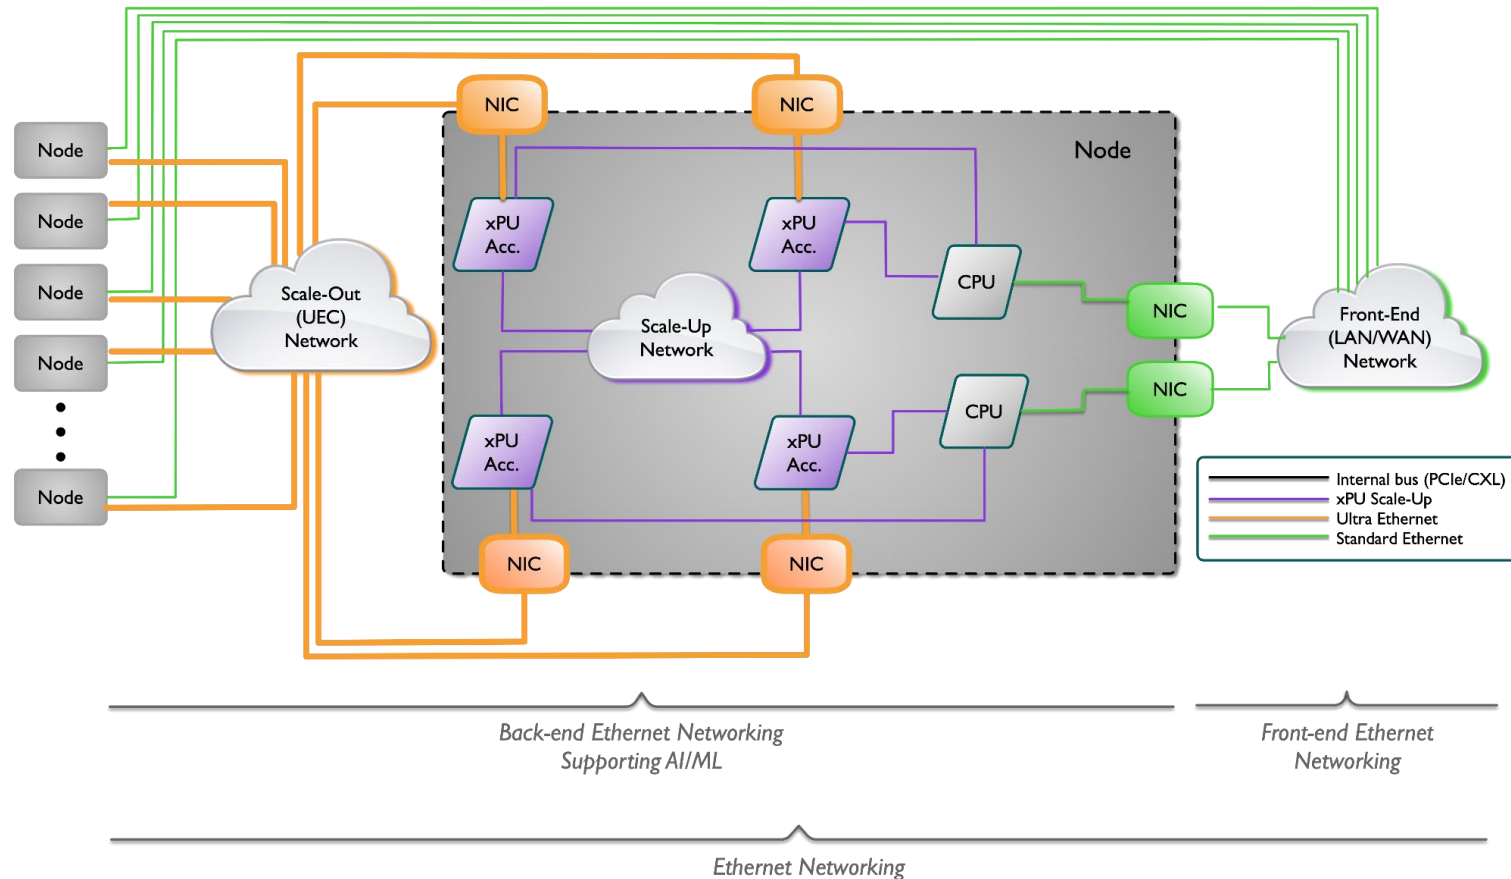 NIC
NIC
Node
Node
Node
Node
Node
Node
xPU
Acc.
xPU
Acc.
CPU
Scale-Out
(UEC)
Network
Scale-Up
Network
NIC
Front-End
(LAN/WAN)
Network
NIC
CPU
xPU
Acc.
xPU
Acc.
NIC
NIC
Internal bus (PCIe/CXL)
xPU Scale-Up
Ultra Ethernet
Standard Ethernet
Back-end Ethernet Networking
Supporting AI/ML
Front-end Ethernet
Networking
Ethernet Networking